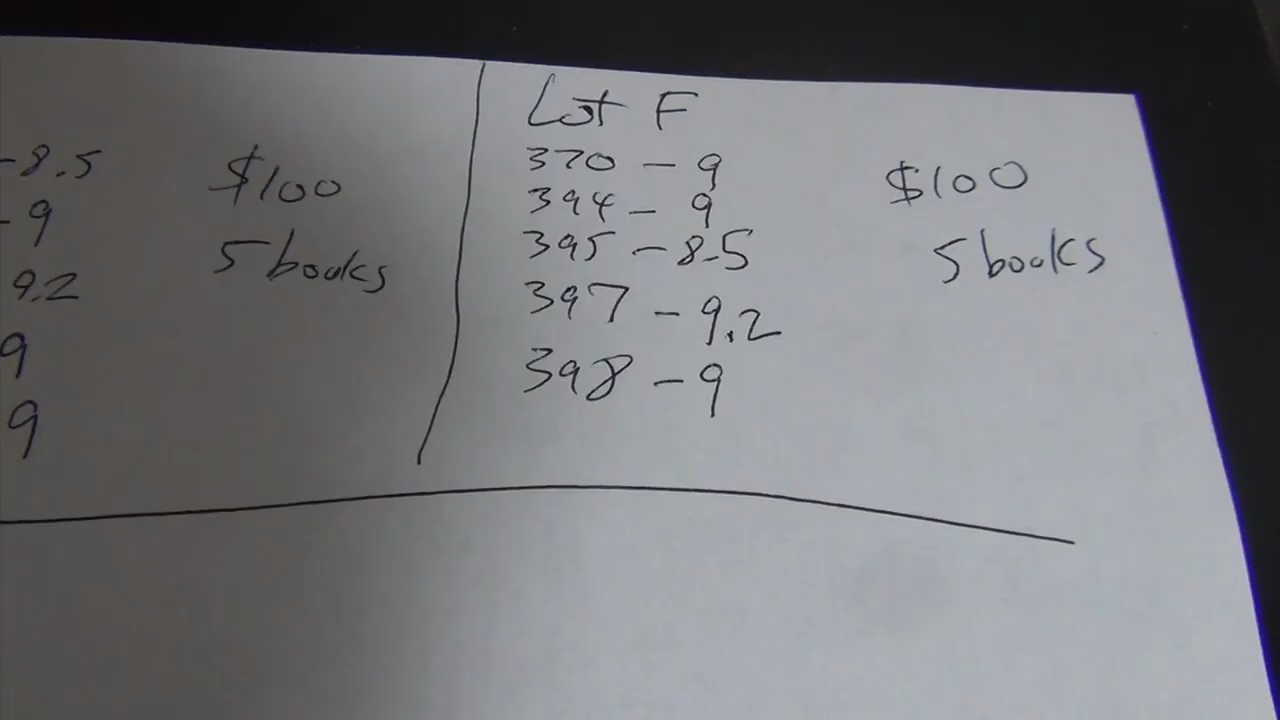 -8.5
- 9
9.2
9
9
$100
5 books
Lot F
370 - 9
394 - 9
395 - 8.5
397 - 9.2
398 - 9
$100
5 books